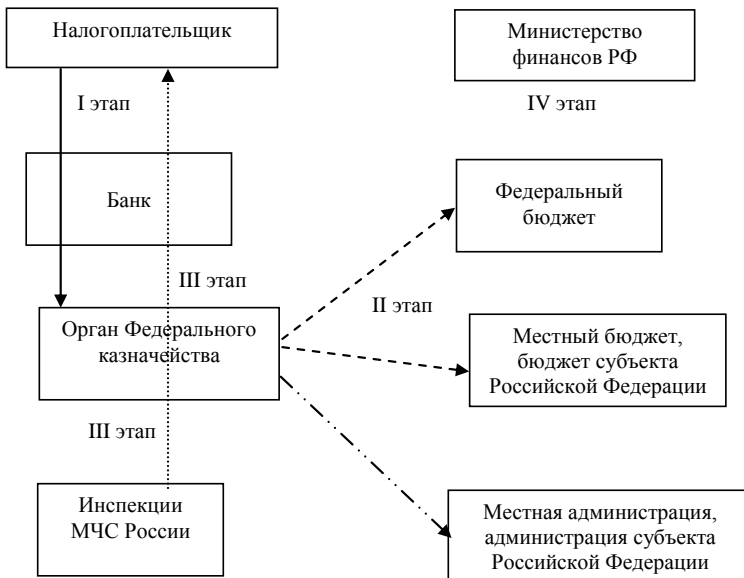 Налогоплательщик
Министерство
финансов РФ
I этап
IV этап
Банк
Федеральный
бюджет
III этап
II этап
Орган Федерального
казначейства
Местный бюджет,
бюджет субъекта
Российской Федерации
III этап
Инспекции
МЧС России
Местная администрация,
администрация субъекта
Российской Федерации